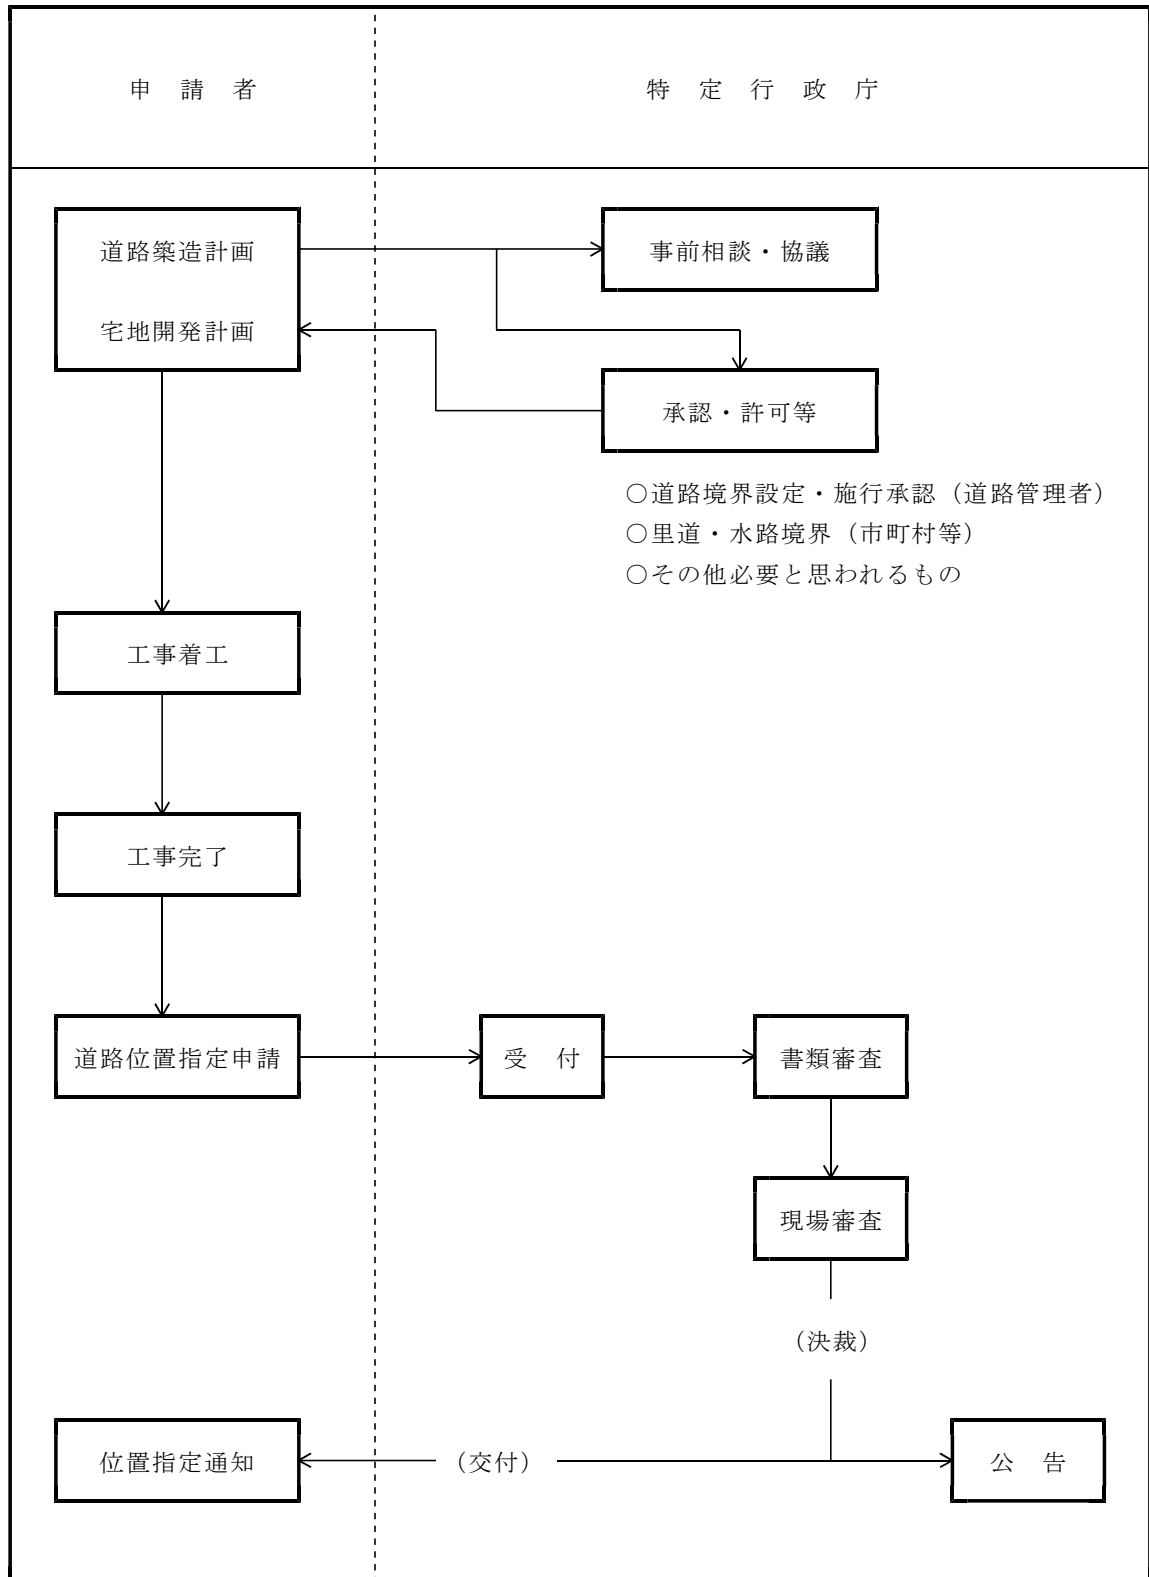 申　請　者
特　定　行　政　庁
道路築造計画
事前相談・協議
宅地開発計画
承認・許可等
○道路境界設定・施行承認（道路管理者）
○里道・水路境界（市町村等）
○その他必要と思われるもの
工事着工
工事完了
道路位置指定申請
受　付
書類審査
現場審査
（決裁）
位置指定通知
（交付）
公　告